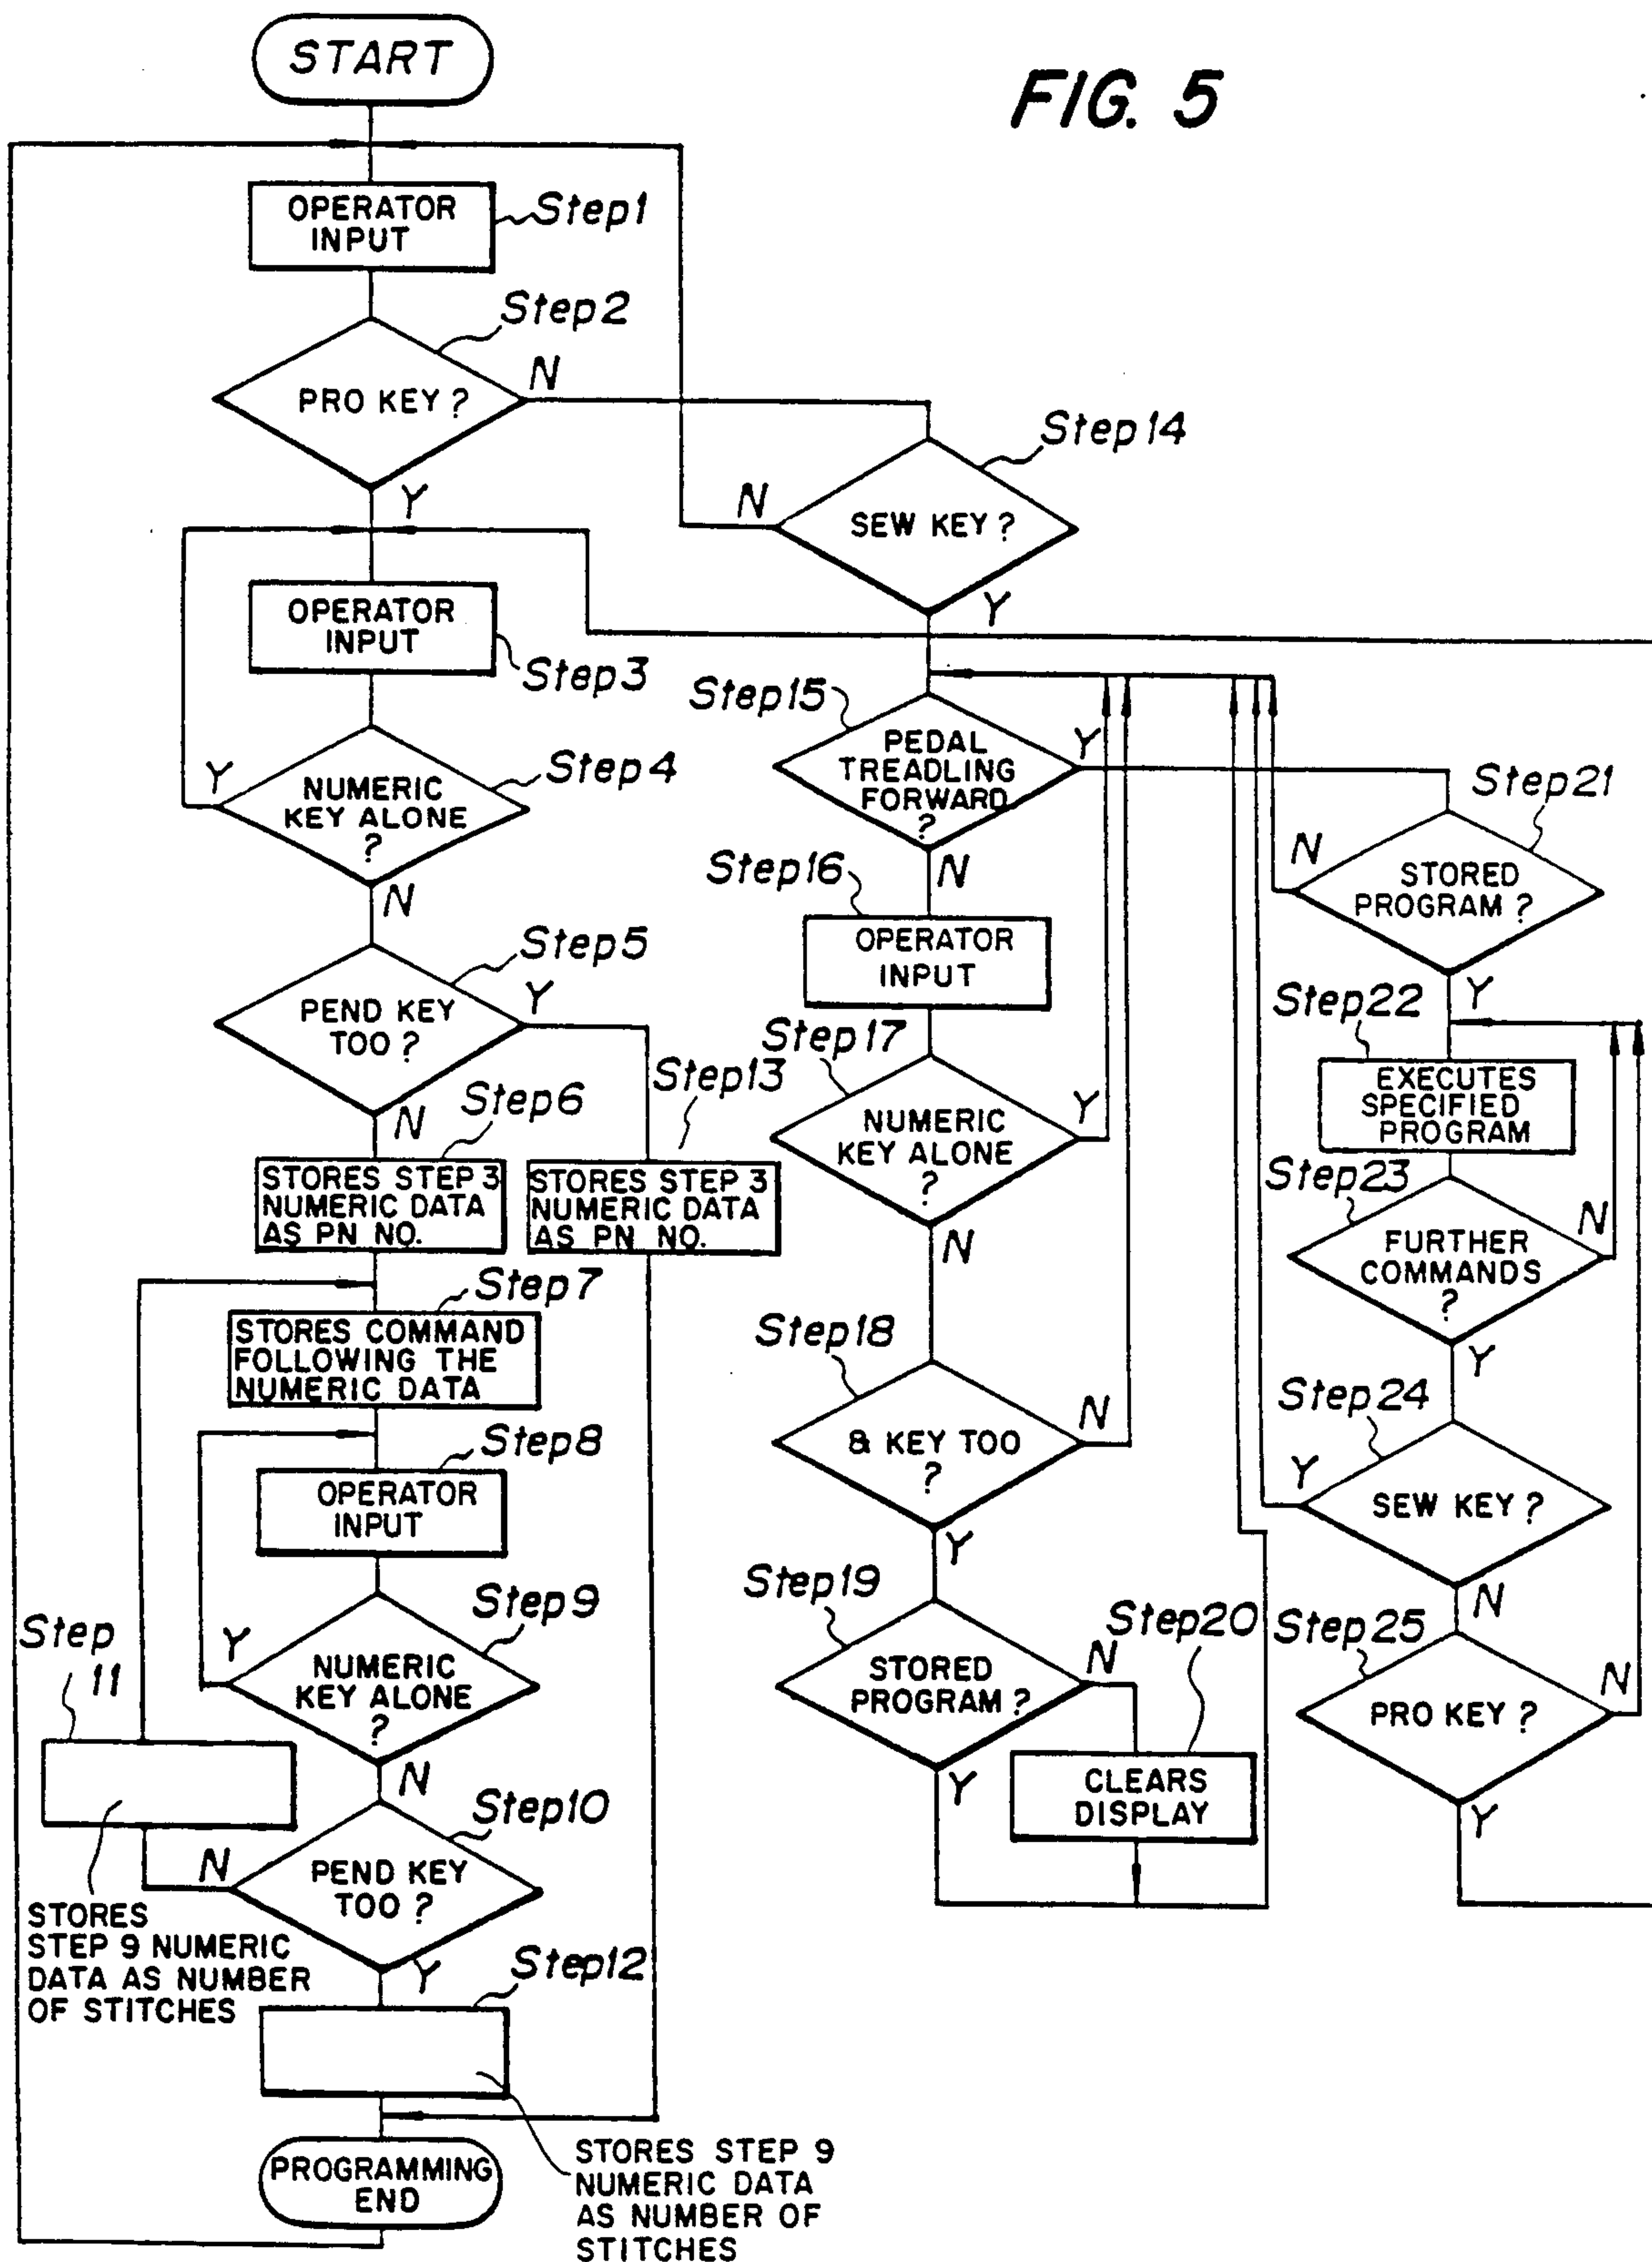 FIG. 5
START
OPERATOR
INPUT
Step1
Step2
PRO KEY ?
N
Y
Step14
SEW KEY ?
N
Y
OPERATOR
INPUT
Step3
Step4
NUMERIC
KEY ALONE
?
Y
N
Step5
PEND KEY
TOO ?
Y
N
Step6
STORES STEP 3
NUMERIC DATA
AS PN NO.
Step13
STORES STEP 3
NUMERIC DATA
AS PN NO.
Step7
STORES COMMAND
FOLLOWING THE
NUMERIC DATA
Step8
OPERATOR
INPUT
Step9
NUMERIC
KEY ALONE
?
Y
N
Step10
PEND KEY
TOO ?
N
Y
Step
11
STORES
STEP 9 NUMERIC
DATA AS NUMBER
OF STITCHES
Step12
STORES STEP 9
NUMERIC DATA
AS NUMBER OF
STITCHES
PROGRAMMING
END
Step15
PEDAL
TREADLING
FORWARD
?
Y
N
Step16
OPERATOR
INPUT
Step17
NUMERIC
KEY ALONE
?
Y
N
Step18
& KEY TOO
?
N
Y
Step19
STORED
PROGRAM ?
N
Y
Step20
CLEARS
DISPLAY
Step21
STORED
PROGRAM ?
N
Y
Step22
EXECUTES
SPECIFIED
PROGRAM
Step23
FURTHER
COMMANDS
?
N
Y
Step24
SEW KEY ?
Y
N
Step25
PRO KEY ?
N
Y